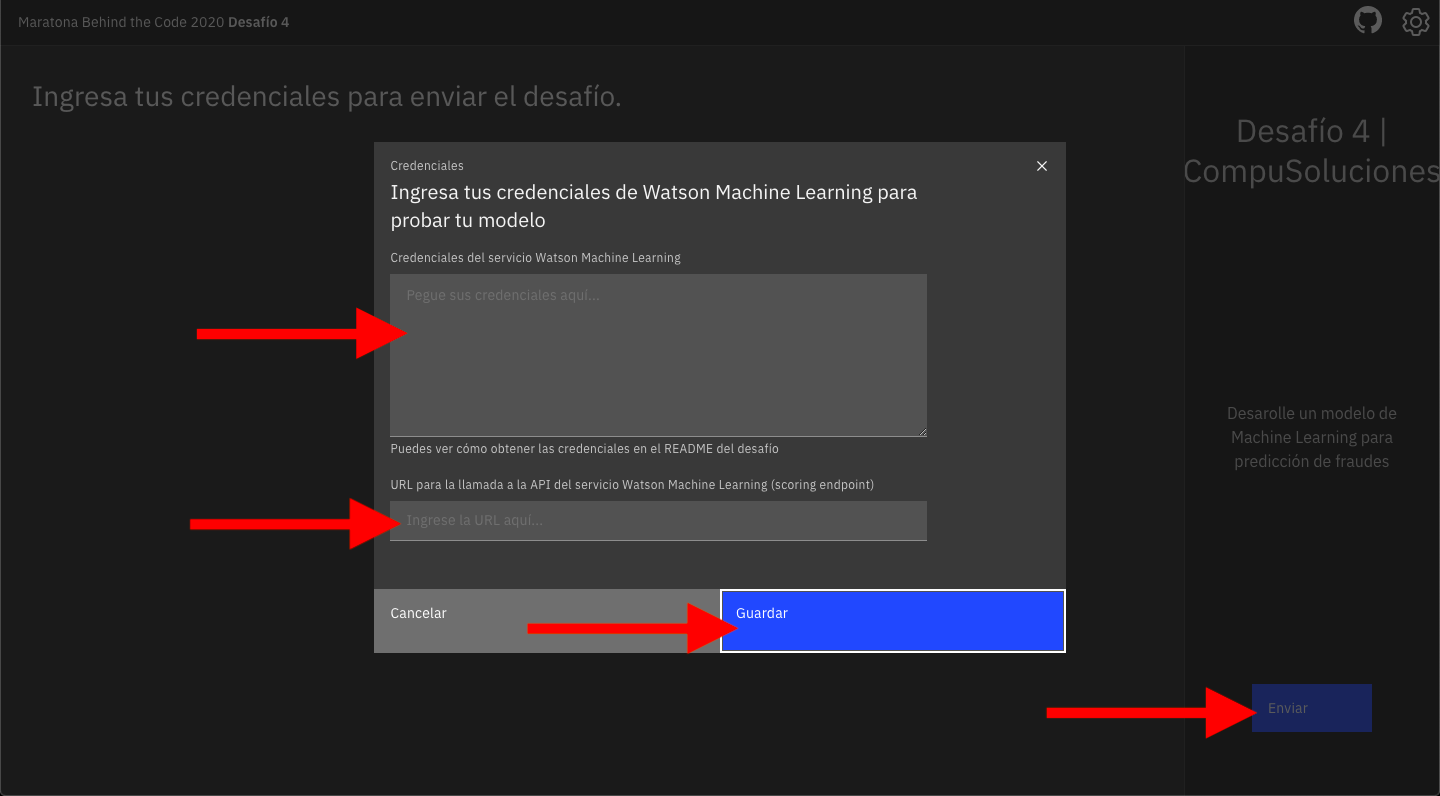 Maratona Behind the Code 2020 Desafío 4
Ingresa tus credenciales para enviar el desafío.
Credenciales
Ingresa tus credenciales de Watson Machine Learning para
probar tu modelo
Credenciales del servicio Watson Machine Learning
Pegue sus credenciales aquí...
Puedes ver cómo obtener las credenciales en el README del desafío
URL para la llamada a la API del servicio Watson Machine Learning (scoring endpoint)
Ingrese la URL aquí...
Cancelar
Guardar
Desafío 4 |
CompuSoluciones
Desarolle un modelo de
Machine Learning para
predicción de fraudes
Enviar